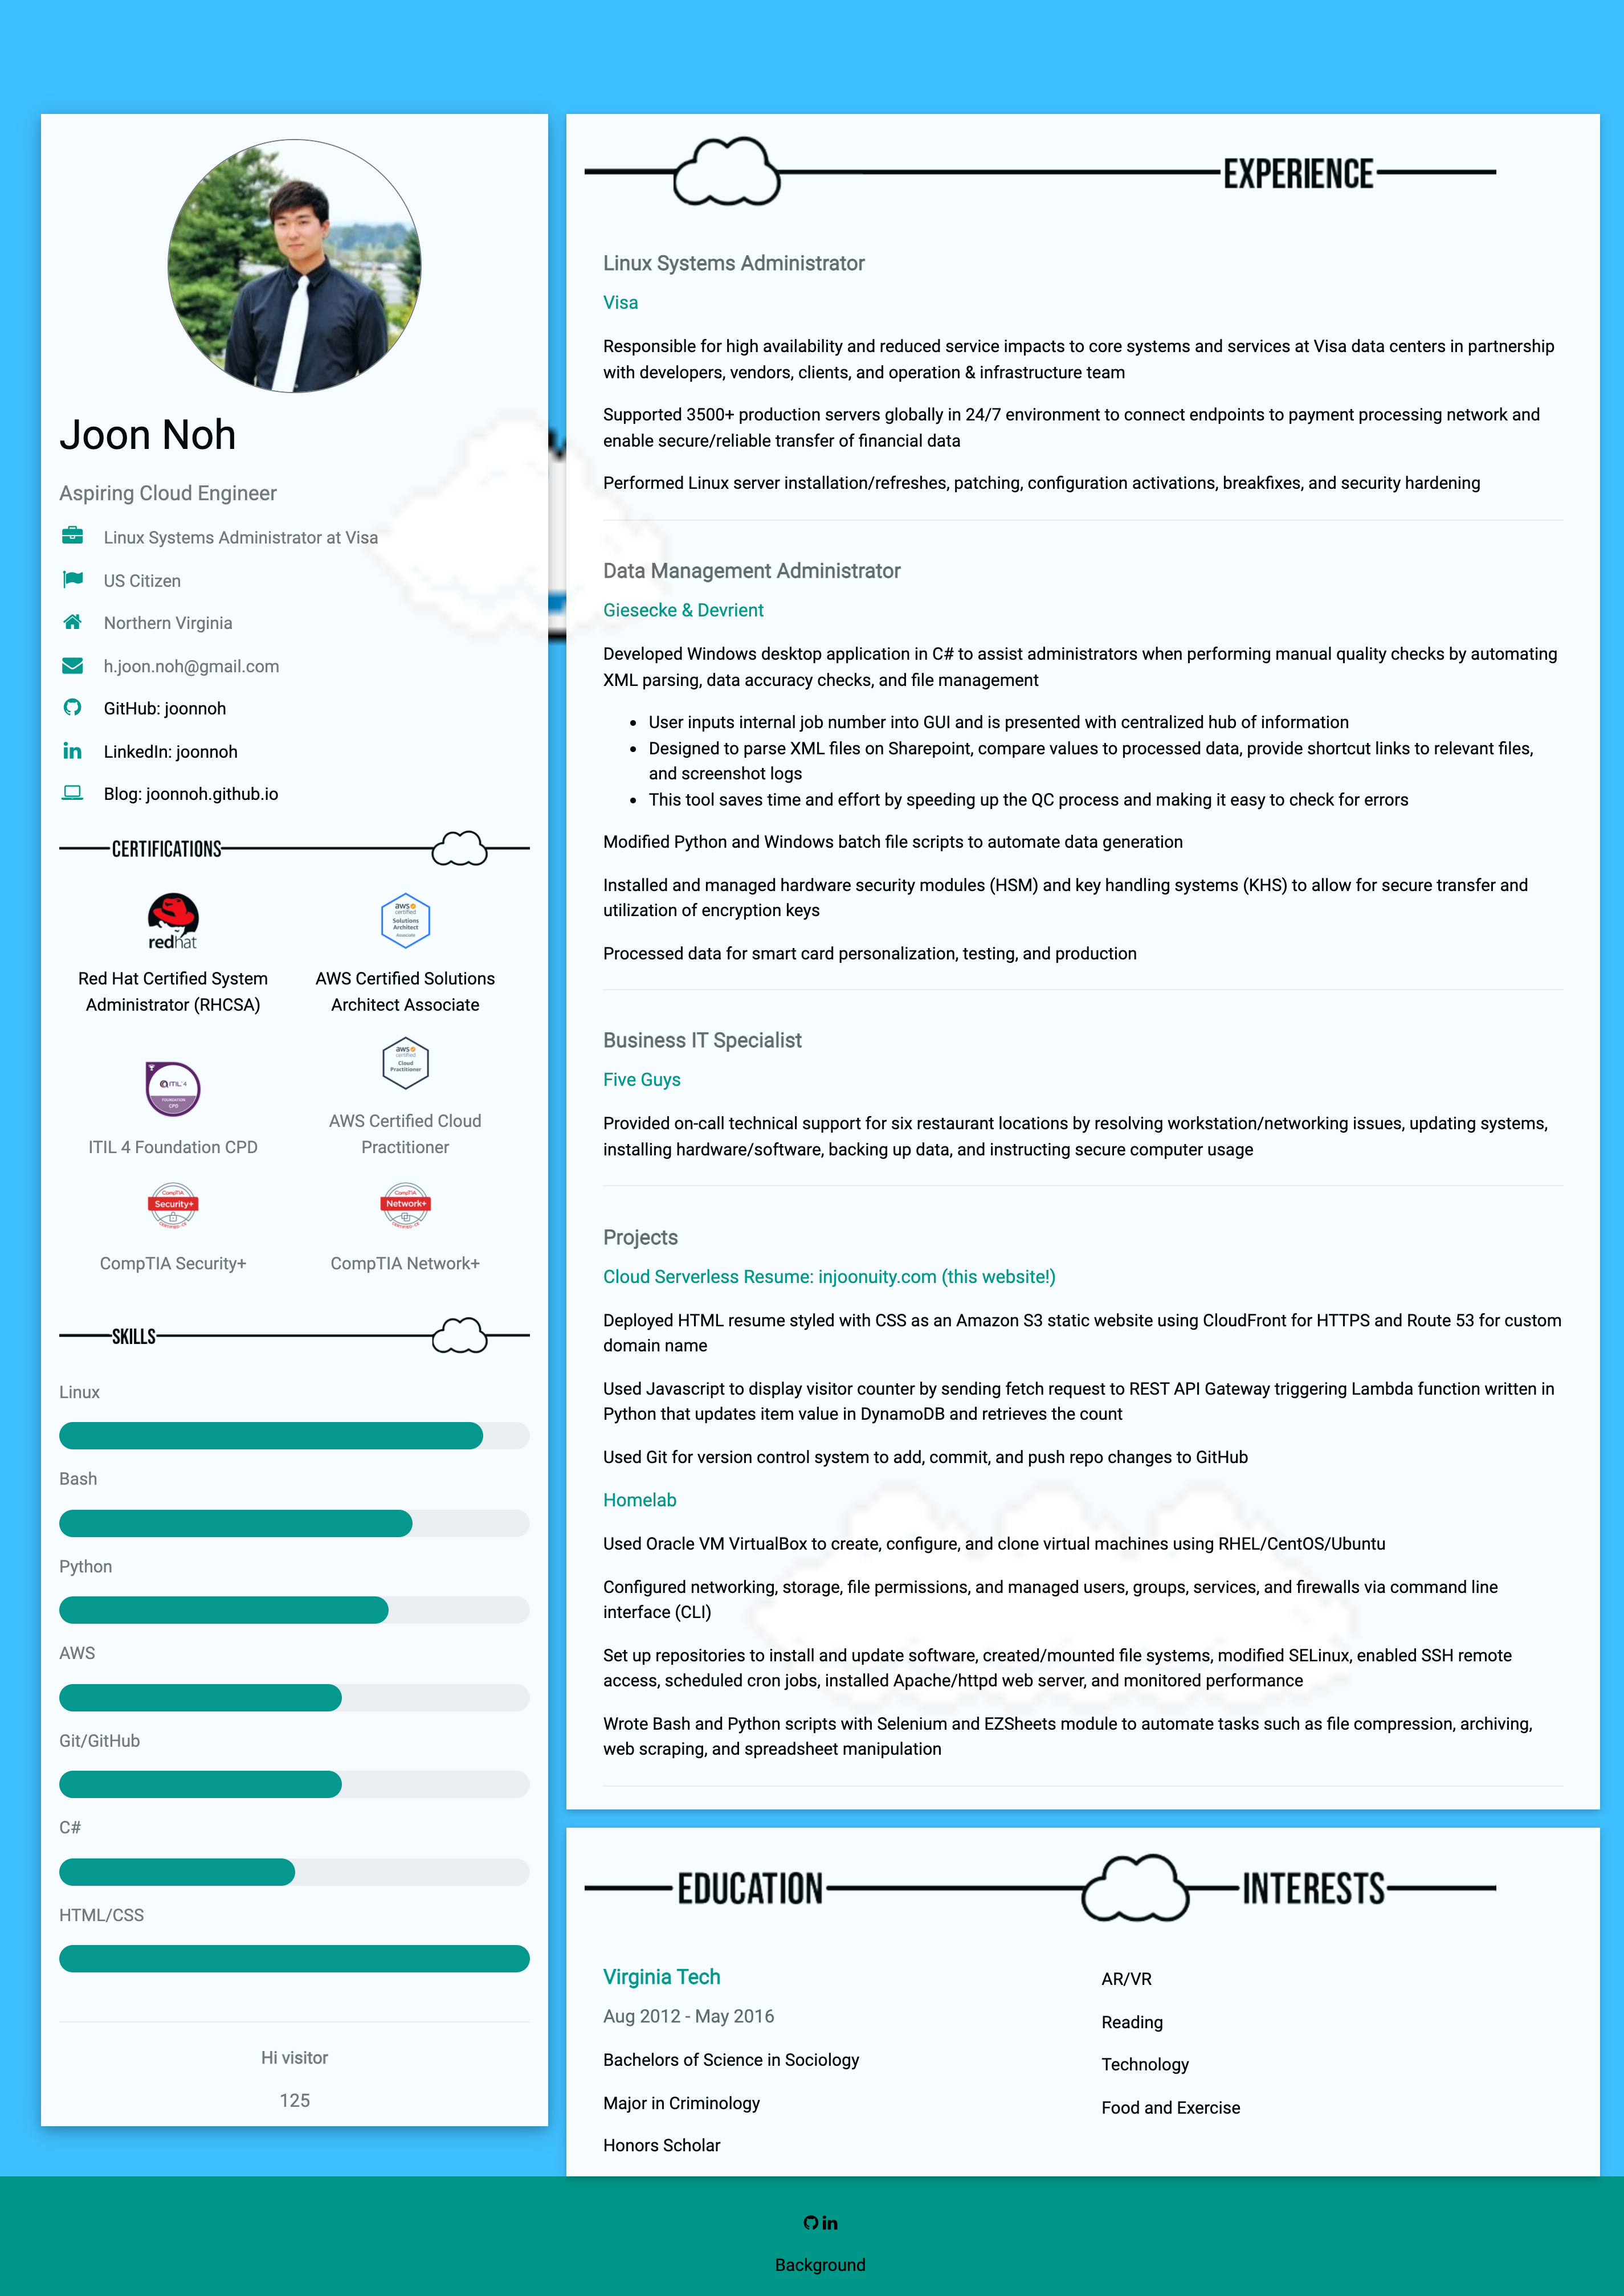 Joon Noh
Aspiring Cloud Engineer
Linux Systems Administrator at Visa
US Citizen
Northern Virginia
h.joon.noh@gmail.com
GitHub: joonnoh
LinkedIn: joonnoh
Blog: joonnoh.github.io
CERTIFICATIONS
redhat
Red Hat Certified System
Administrator (RHCSA)
aws
certified
Solutions
Architect
Associate
AWS Certified Solutions
Architect Associate
ITIL 4
FOUNDATION
CPD
ITIL 4 Foundation CPD
aws
certified
Cloud
Practitioner
AWS Certified Cloud
Practitioner
CompTIA
Security+
CompTIA Security+
CompTIA
Network+
CompTIA Network+
SKILLS
Linux
Bash
Python
AWS
Git/GitHub
C#
HTML/CSS
Hi visitor
125
EXPERIENCE
Linux Systems Administrator
Visa
Responsible for high availability and reduced service impacts to core systems and services at Visa data centers in partnership
with developers, vendors, clients, and operation & infrastructure team
Supported 3500+ production servers globally in 24/7 environment to connect endpoints to payment processing network and
enable secure/reliable transfer of financial data
Performed Linux server installation/refreshes, patching, configuration activations, breakfixes, and security hardening
Data Management Administrator
Giesecke & Devrient
Developed Windows desktop application in C# to assist administrators when performing manual quality checks by automating
XML parsing, data accuracy checks, and file management
• User inputs internal job number into GUI and is presented with centralized hub of information
• Designed to parse XML files on Sharepoint, compare values to processed data, provide shortcut links to relevant files,
and screenshot logs
• This tool saves time and effort by speeding up the QC process and making it easy to check for errors
Modified Python and Windows batch file scripts to automate data generation
Installed and managed hardware security modules (HSM) and key handling systems (KHS) to allow for secure transfer and
utilization of encryption keys
Processed data for smart card personalization, testing, and production
Business IT Specialist
Five Guys
Provided on-call technical support for six restaurant locations by resolving workstation/networking issues, updating systems,
installing hardware/software, backing up data, and instructing secure computer usage
Projects
Cloud Serverless Resume: injoonuity.com (this website!)
Deployed HTML resume styled with CSS as an Amazon S3 static website using CloudFront for HTTPS and Route 53 for custom
domain name
Used Javascript to display visitor counter by sending fetch request to REST API Gateway triggering Lambda function written in
Python that updates item value in DynamoDB and retrieves the count
Used Git for version control system to add, commit, and push repo changes to GitHub
Homelab
Used Oracle VM VirtualBox to create, configure, and clone virtual machines using RHEL/CentOS/Ubuntu
Configured networking, storage, file permissions, and managed users, groups, services, and firewalls via command line
interface (CLI)
Set up repositories to install and update software, created/mounted file systems, modified SELinux, enabled SSH remote
access, scheduled cron jobs, installed Apache/httpd web server, and monitored performance
Wrote Bash and Python scripts with Selenium and EZSheets module to automate tasks such as file compression, archiving,
web scraping, and spreadsheet manipulation
EDUCATION
Virginia Tech
Aug 2012 - May 2016
Bachelors of Science in Sociology
Major in Criminology
Honors Scholar
INTERESTS
AR/VR
Reading
Technology
Food and Exercise
Background